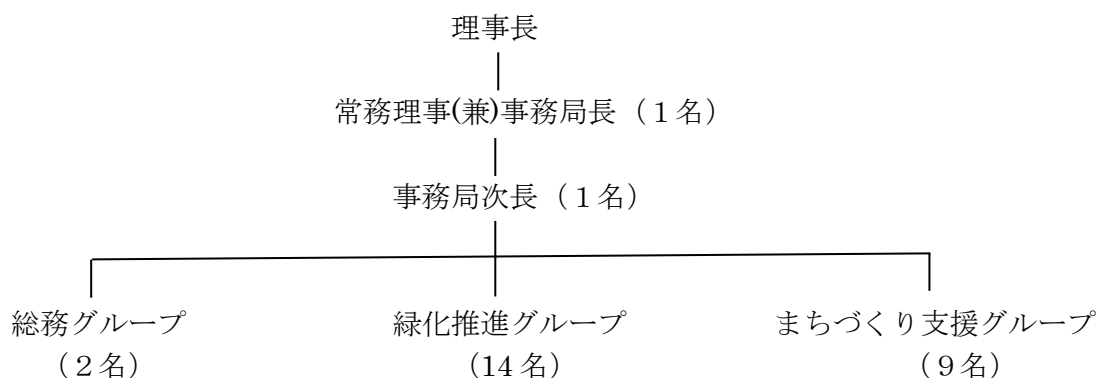 理事長
常務理事(兼)事務局長（１名）
事務局次長（１名）
総務グループ
緑化推進グループ
まちづくり支援グループ
（２名）
（14名）
（９名）